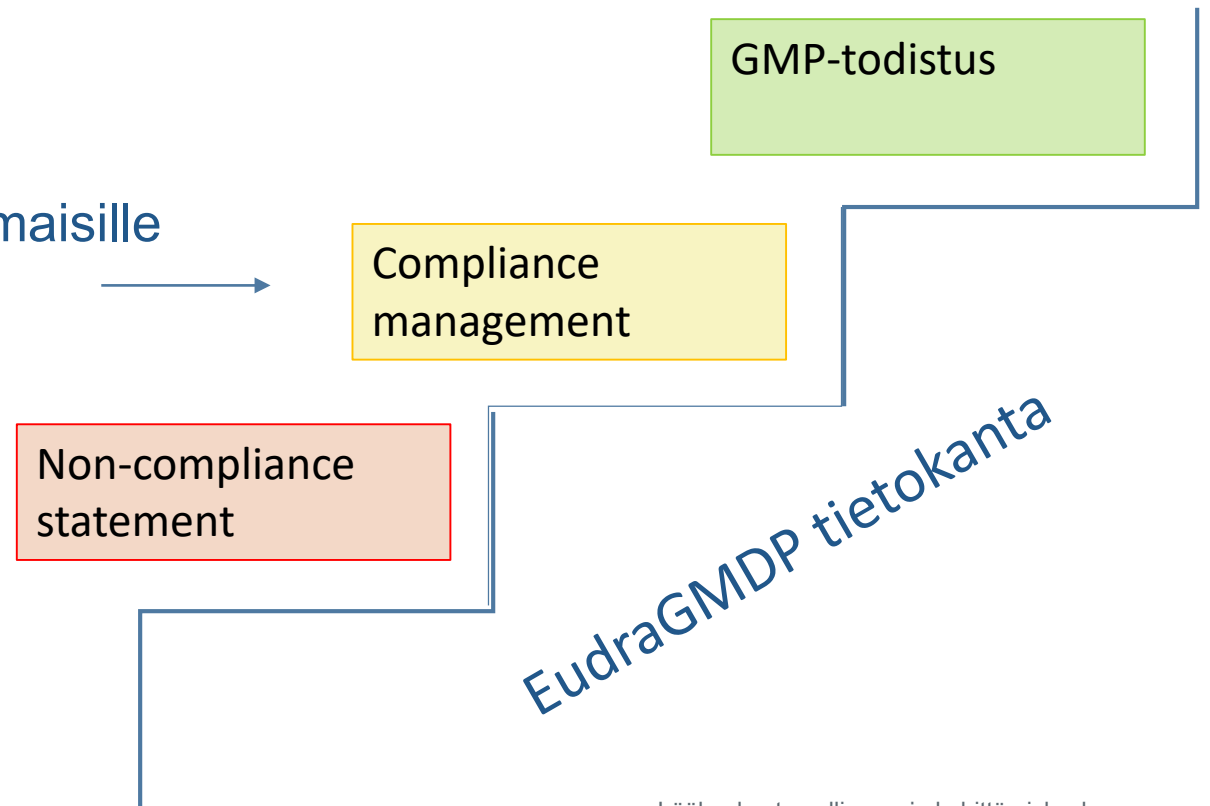 GMP-todistus
maisille
Compliance
management
Non-compliance
statement
EudraGMDP tietokanta